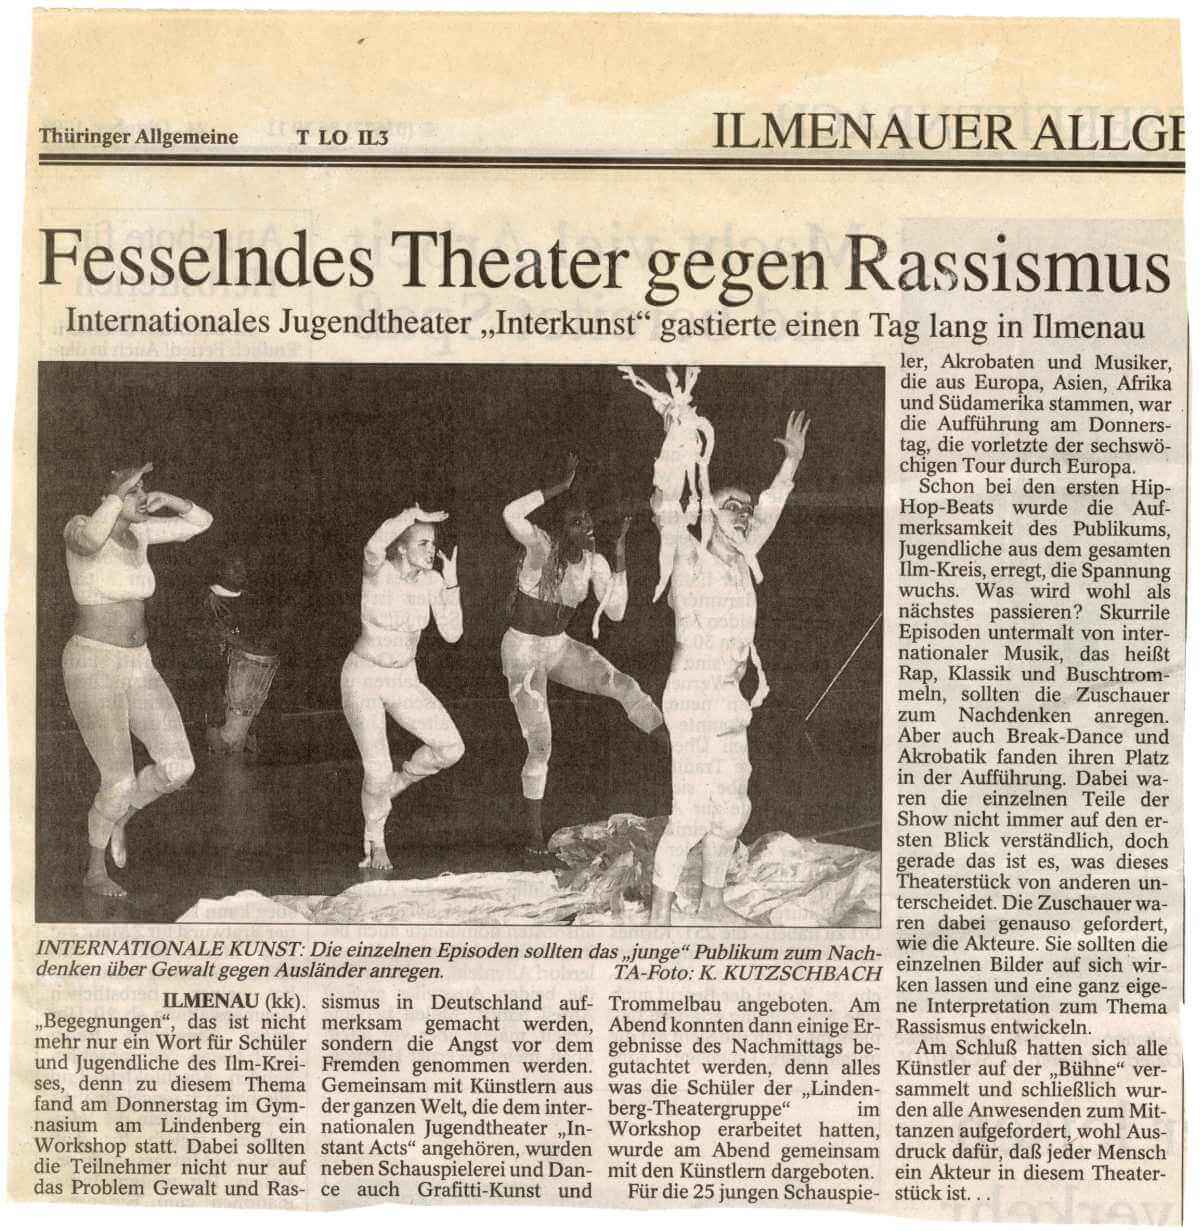 Thüringer Allgemeine T LO IL3 ILMENAUER ALLGE
Fesselndes Theater gegen Rassismus
Internationales Jugendtheater „Interkunst“ gastierte einen Tag lang in Ilmenau
INTERNATIONALE KUNST: Die einzelnen Episoden sollten das „junge“ Publikum zum Nach-
denken über Gewalt gegen Ausländer anregen. TA-Foto: K. KUTZSCHBACH
ILMENAU (kk).
„Begegnungen“, das ist nicht
mehr nur ein Wort für Schüler
und Jugendliche des Ilm-Krei-
ses, denn zu diesem Thema
fand am Donnerstag im Gym-
nasium am Lindenberg ein
Workshop statt. Dabei sollten
die Teilnehmer nicht nur auf
das Problem Gewalt und Ras-
sismus in Deutschland auf-
merksam gemacht werden,
sondern die Angst vor dem
Fremden genommen werden.
Gemeinsam mit Künstlern aus
der ganzen Welt, die dem inter-
nationalen Jugendtheater „In-
stant Acts“ angehören, wurden
neben Schauspielerei und Dan-
ce auch Grafitti-Kunst und
Trommelbau angeboten. Am
Abend konnten dann einige Er-
gebnisse des Nachmittags be-
gutachtet werden, denn alles
was die Schüler der „Linden-
berg-Theatergruppe“ im
Workshop erarbeitet hatten,
wurde am Abend gemeinsam
mit den Künstlern dargeboten.
Für die 25 jungen Schauspie-
ler, Akrobaten und Musiker,
die aus Europa, Asien, Afrika
und Südamerika stammen, war
die Aufführung am Donners-
tag, die vorletzte der sechswö-
chigen Tour durch Europa.
Schon bei den ersten Hip-
Hop-Beats wurde die Auf-
merksamkeit des Publikums,
Jugendliche aus dem gesamten
Ilm-Kreis, erregt, die Spannung
wuchs. Was wird wohl als
nächstes passieren? Skurrile
Episoden untermalt von inter-
nationaler Musik, das heißt
Rap, Klassik und Buschtrom-
meln, sollten die Zuschauer
zum Nachdenken anregen.
Aber auch Break-Dance und
Akrobatik fanden ihren Platz
in der Aufführung. Dabei wa-
ren die einzelnen Teile der
Show nicht immer auf den er-
sten Blick verständlich, doch
gerade das ist es, was dieses
Theaterstück von anderen un-
terscheidet. Die Zuschauer wa-
ren dabei genauso gefordert,
wie die Akteure. Sie sollten die
einzelnen Bilder auf sich wir-
ken lassen und eine ganz eige-
ne Interpretation zum Thema
Rassismus entwickeln.
Am Schluß hatten sich alle
Künstler auf der „Bühne“ ver-
sammelt und schließlich wur-
den alle Anwesenden zum Mit-
tanzen aufgefordert, wohl Aus-
druck dafür, daß jeder Mensch
ein Akteur in diesem Theater-
stück ist. . .